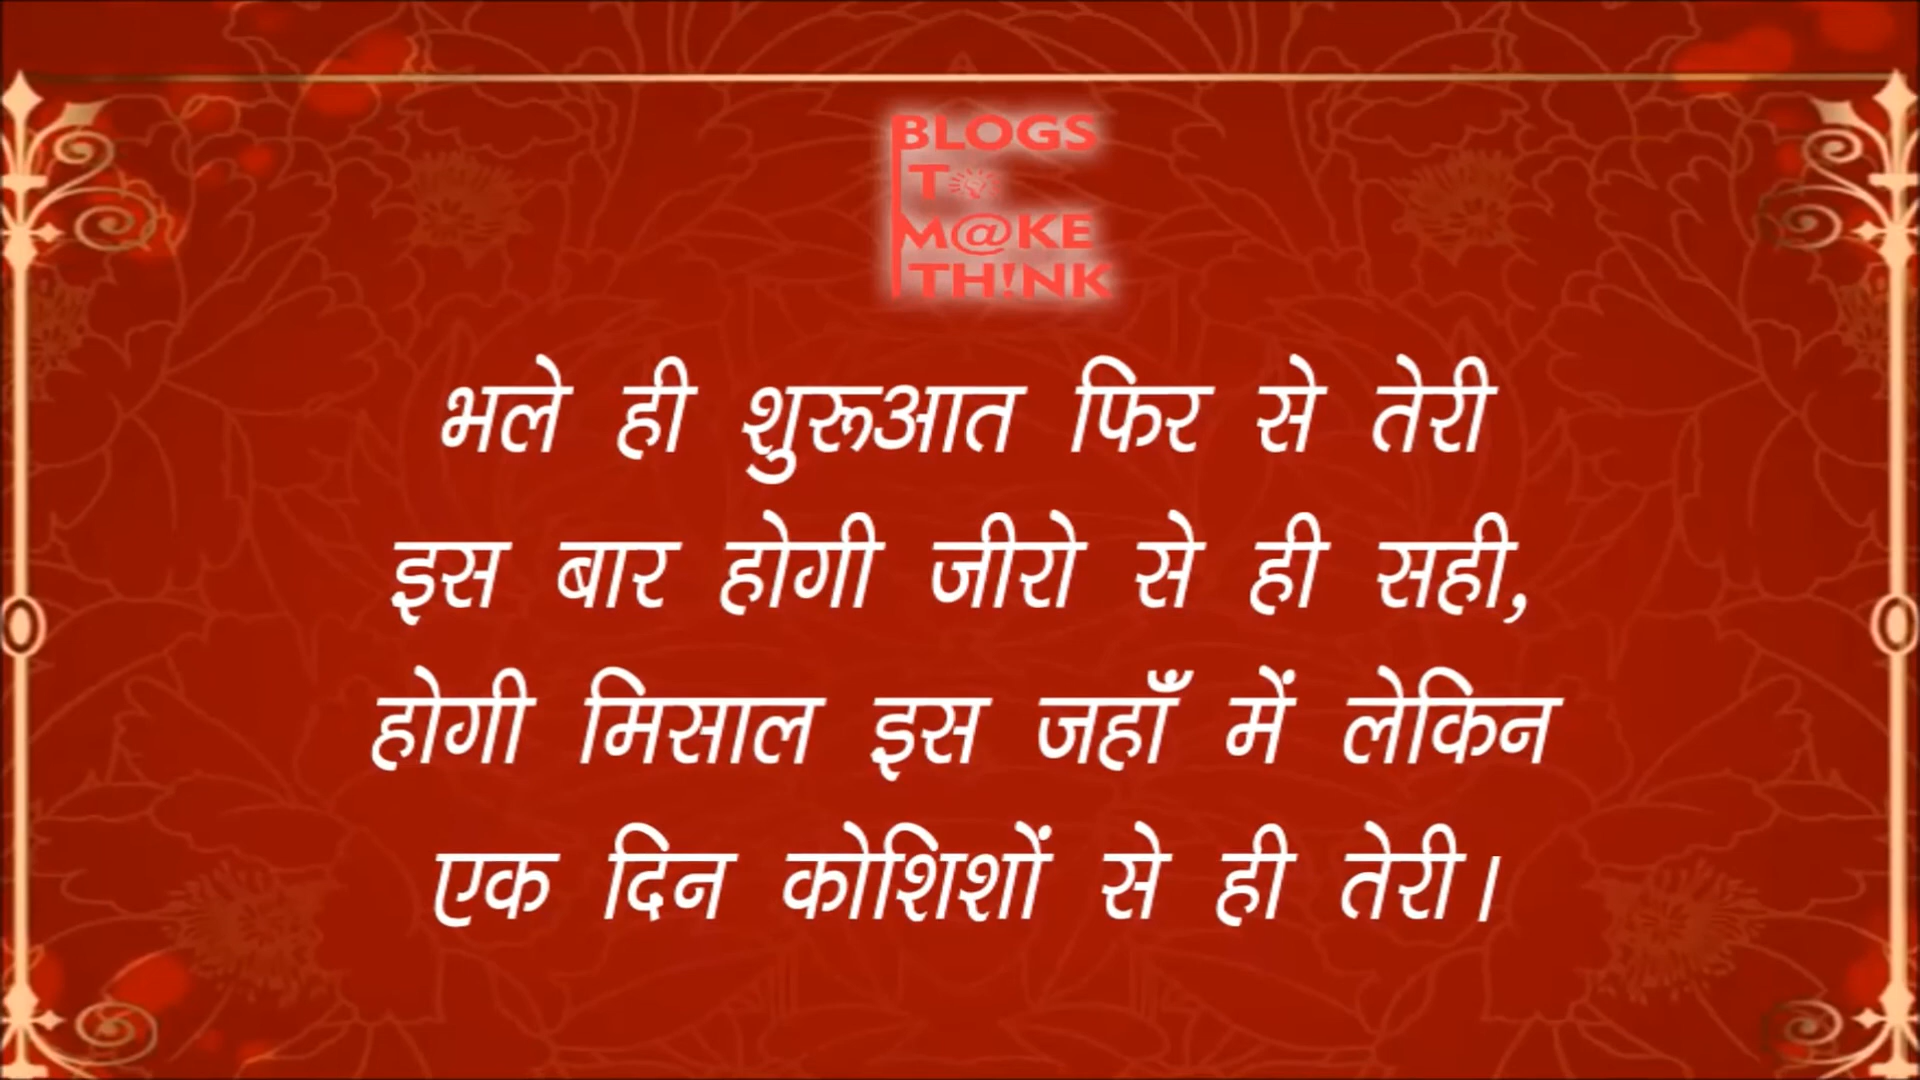 BLOGS
TO
M@KE
TH!NK
भले ही शुरूआत फिर से तेरी
इस बार होगी जीरो से ही सही,
होगी मिसाल इस जहाँ में लेकिन
एक दिन कोशिशों से ही तेरी।